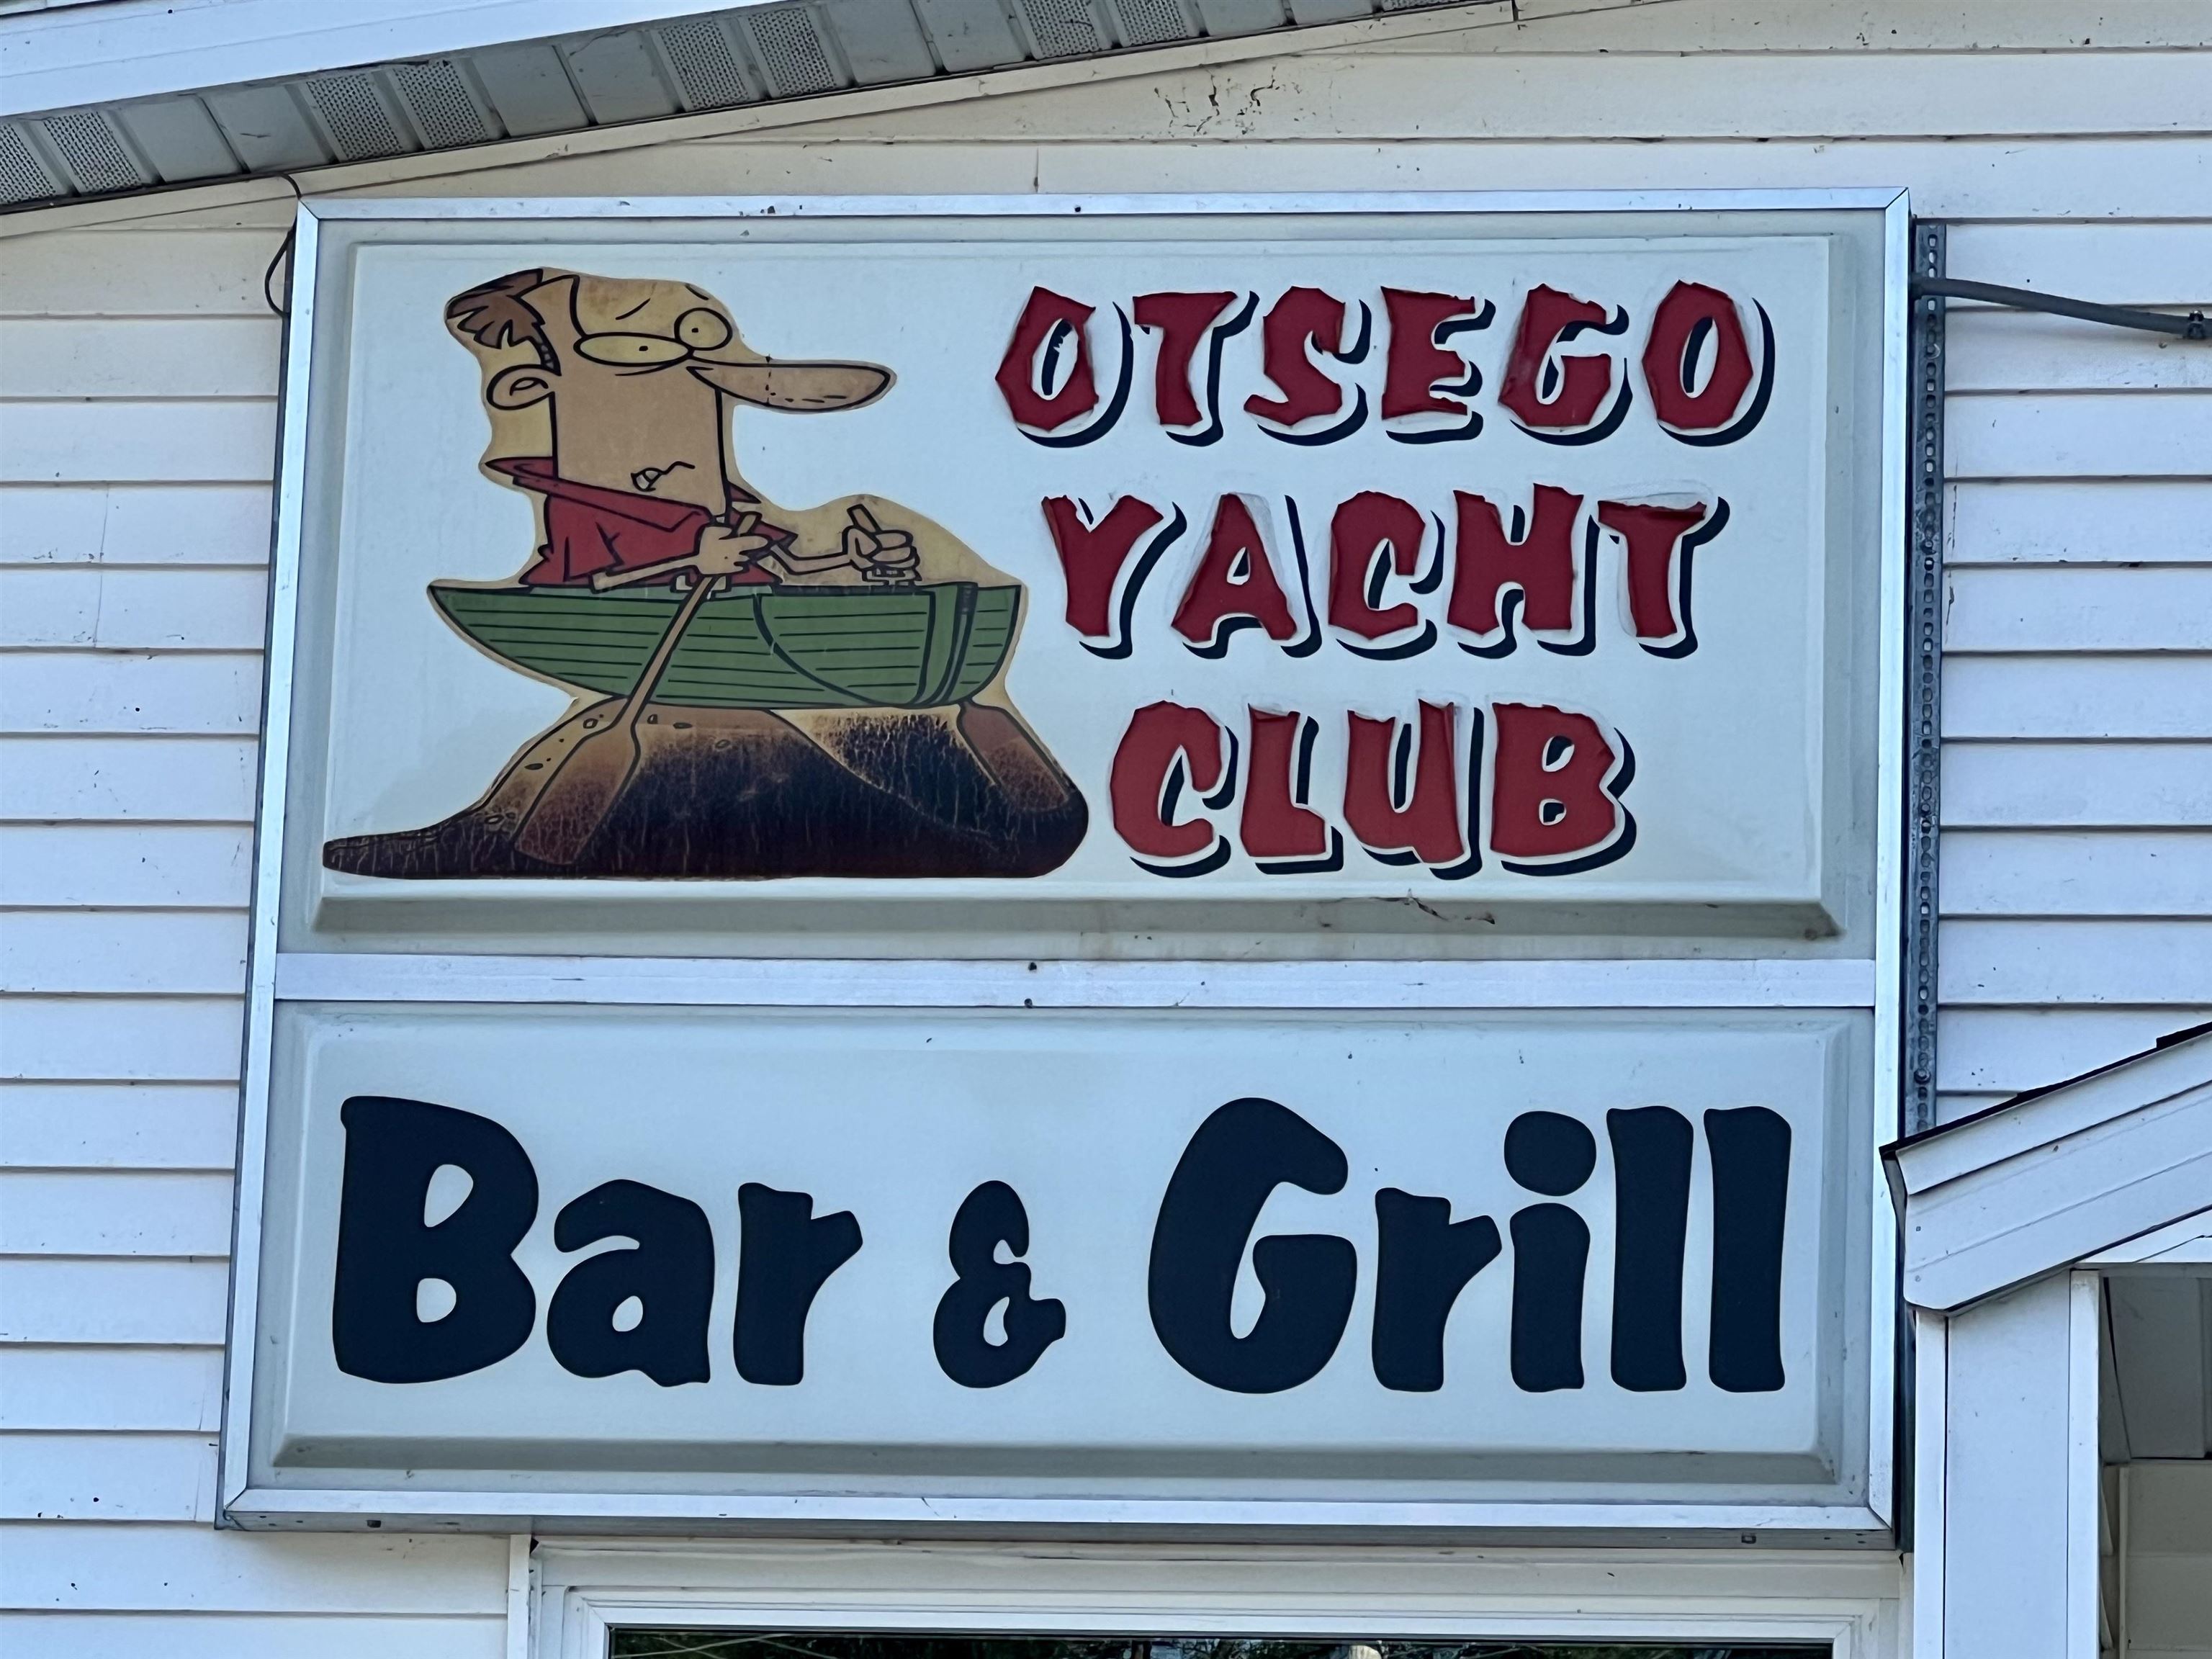 OTSEGO
YACHT
CLUB
Bar & Grill